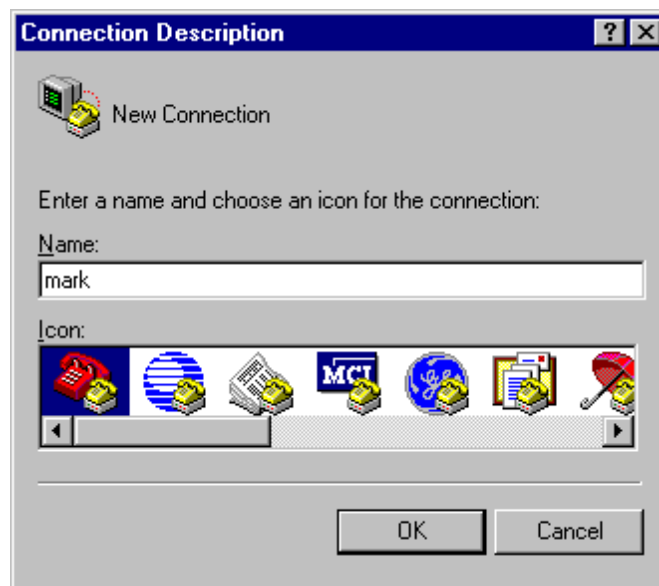 Connection Description
New Connection
Enter a name and choose an icon for the connection:
Name:
mark
Icon:
MCI
OK Cancel